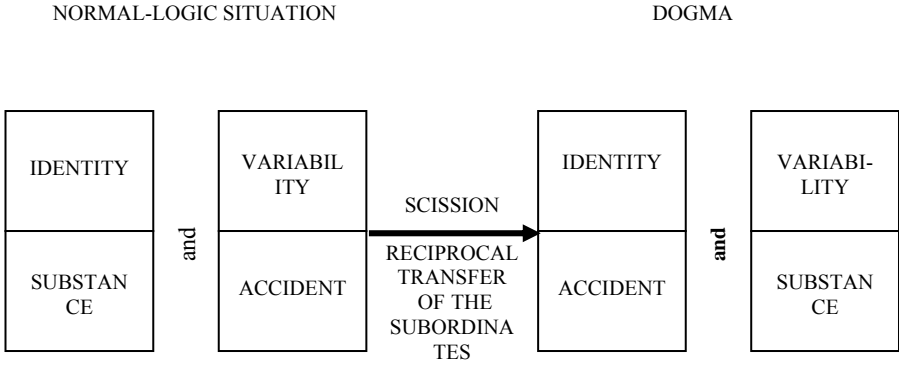 NORMAL-LOGIC SITUATION
DOGMA
IDENTITY
SUBSTAN
CE
and
VARIABIL
ITY
ACCIDENT
SCISSION
RECIPROCAL
TRANSFER
OF THE
SUBORDINA
TES
IDENTITY
ACCIDENT
and
VARIABI-
LITY
SUBSTAN
CE